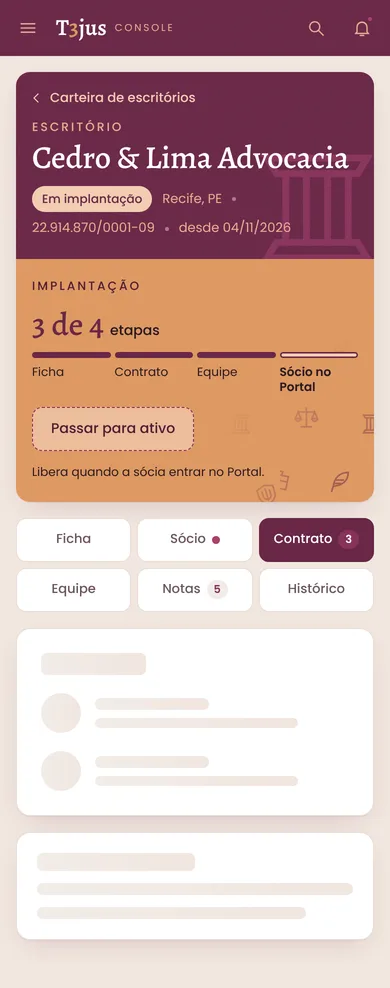 T3jus CONSOLE
Carteira de escritórios
ESCRITÓRIO
Cedro & Lima Advocacia
Em implantação Recife, PE •
22.914.870/0001-09 • desde 04/11/2026
IMPLANTAÇÃO
3 de 4 etapas
Ficha Contrato Equipe Sócio no
Portal
Passar para ativo
Libera quando a sócia entrar no Portal.
Ficha Sócio Contrato 3
Equipe Notas 5 Histórico